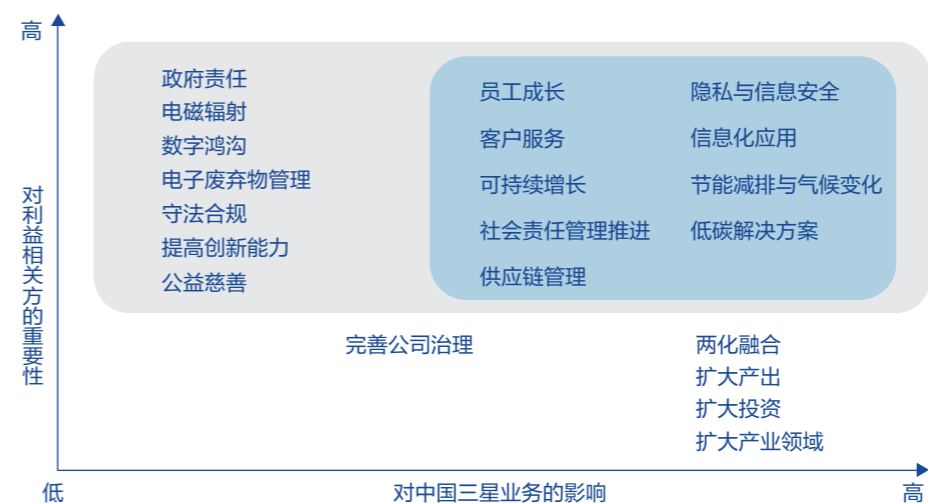 高
对利益相关方的重要性
政府责任
电磁辐射
数字鸿沟
电子废弃物管理
守法合规
提高创新能力
公益慈善
员工成长
客户服务
可持续增长
社会责任管理推进
供应链管理
隐私与信息安全
信息化应用
节能减排与气候变化
低碳解决方案
完善公司治理
两化融合
扩大产出
扩大投资
扩大产业领域
低
对中国三星业务的影响
高